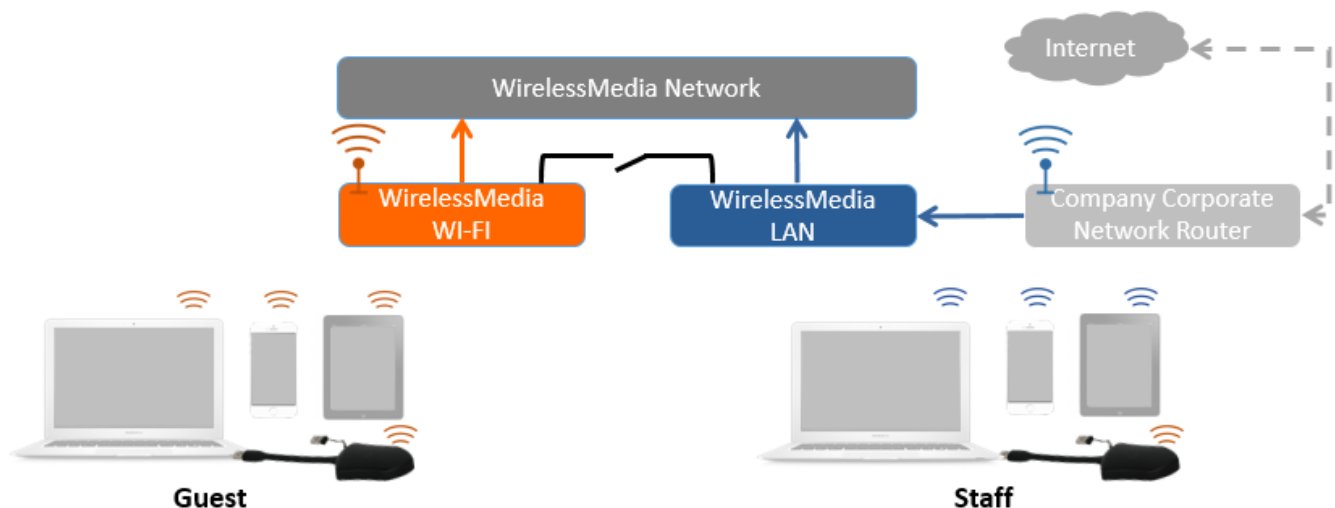 Internet
WirelessMedia Network
WirelessMedia
WI-FI
WirelessMedia
LAN
Company Corporate
Network Router
Guest
Staff